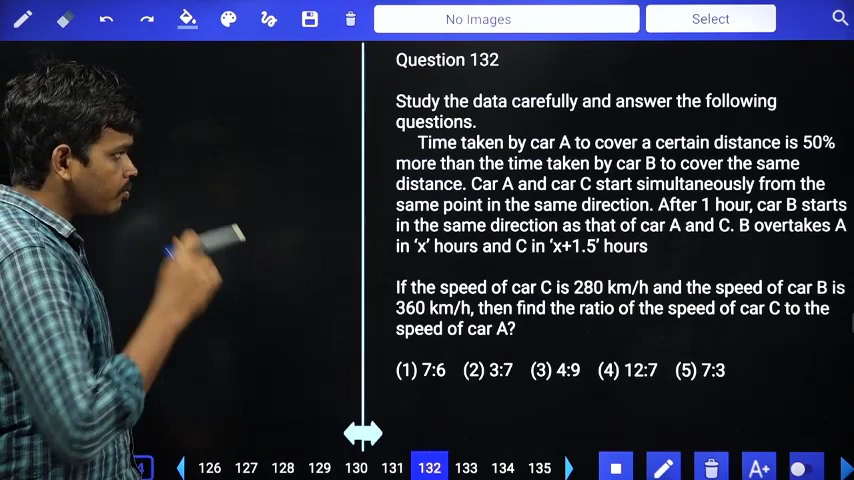 No Images
Select
Question 132
Study the data carefully and answer the following
questions.
Time taken by car A to cover a certain distance is 50%
more than the time taken by car B to cover the same
distance. Car A and car C start simultaneously from the
same point in the same direction. After 1 hour, car B starts
in the same direction as that of car A and C. B overtakes A
in ‘x’ hours and C in ‘x+1.5’ hours
If the speed of car C is 280 km/h and the speed of car B is
360 km/h, then find the ratio of the speed of car C to the
speed of car A?
(1) 7:6 (2) 3:7 (3) 4:9 (4) 12:7 (5) 7:3
4 126 127 128 129 130 131 132 133 134 135 A+